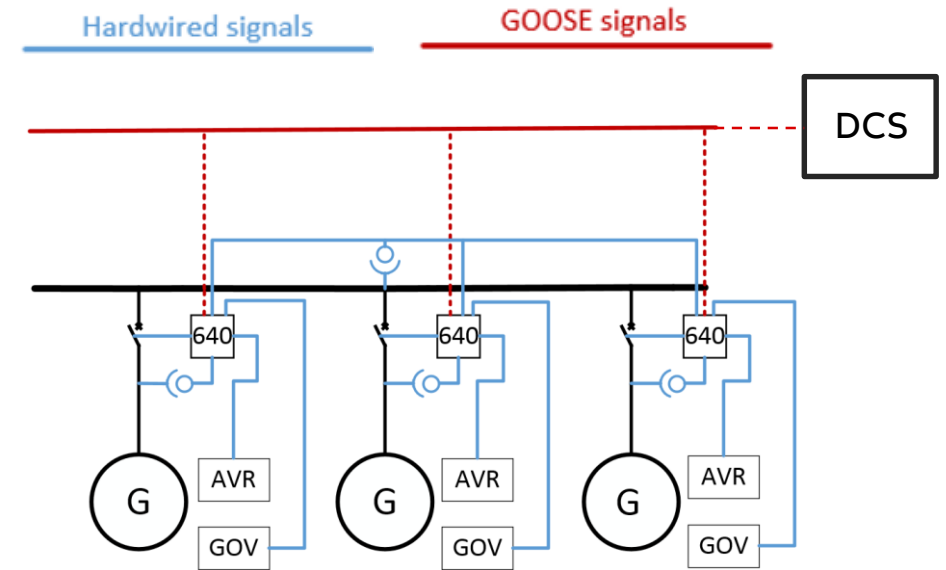 Hardwired signals
GOOSE signals
DCS
640
640
640
G
AVR
GOV
G
AVR
GOV
G
AVR
GOV